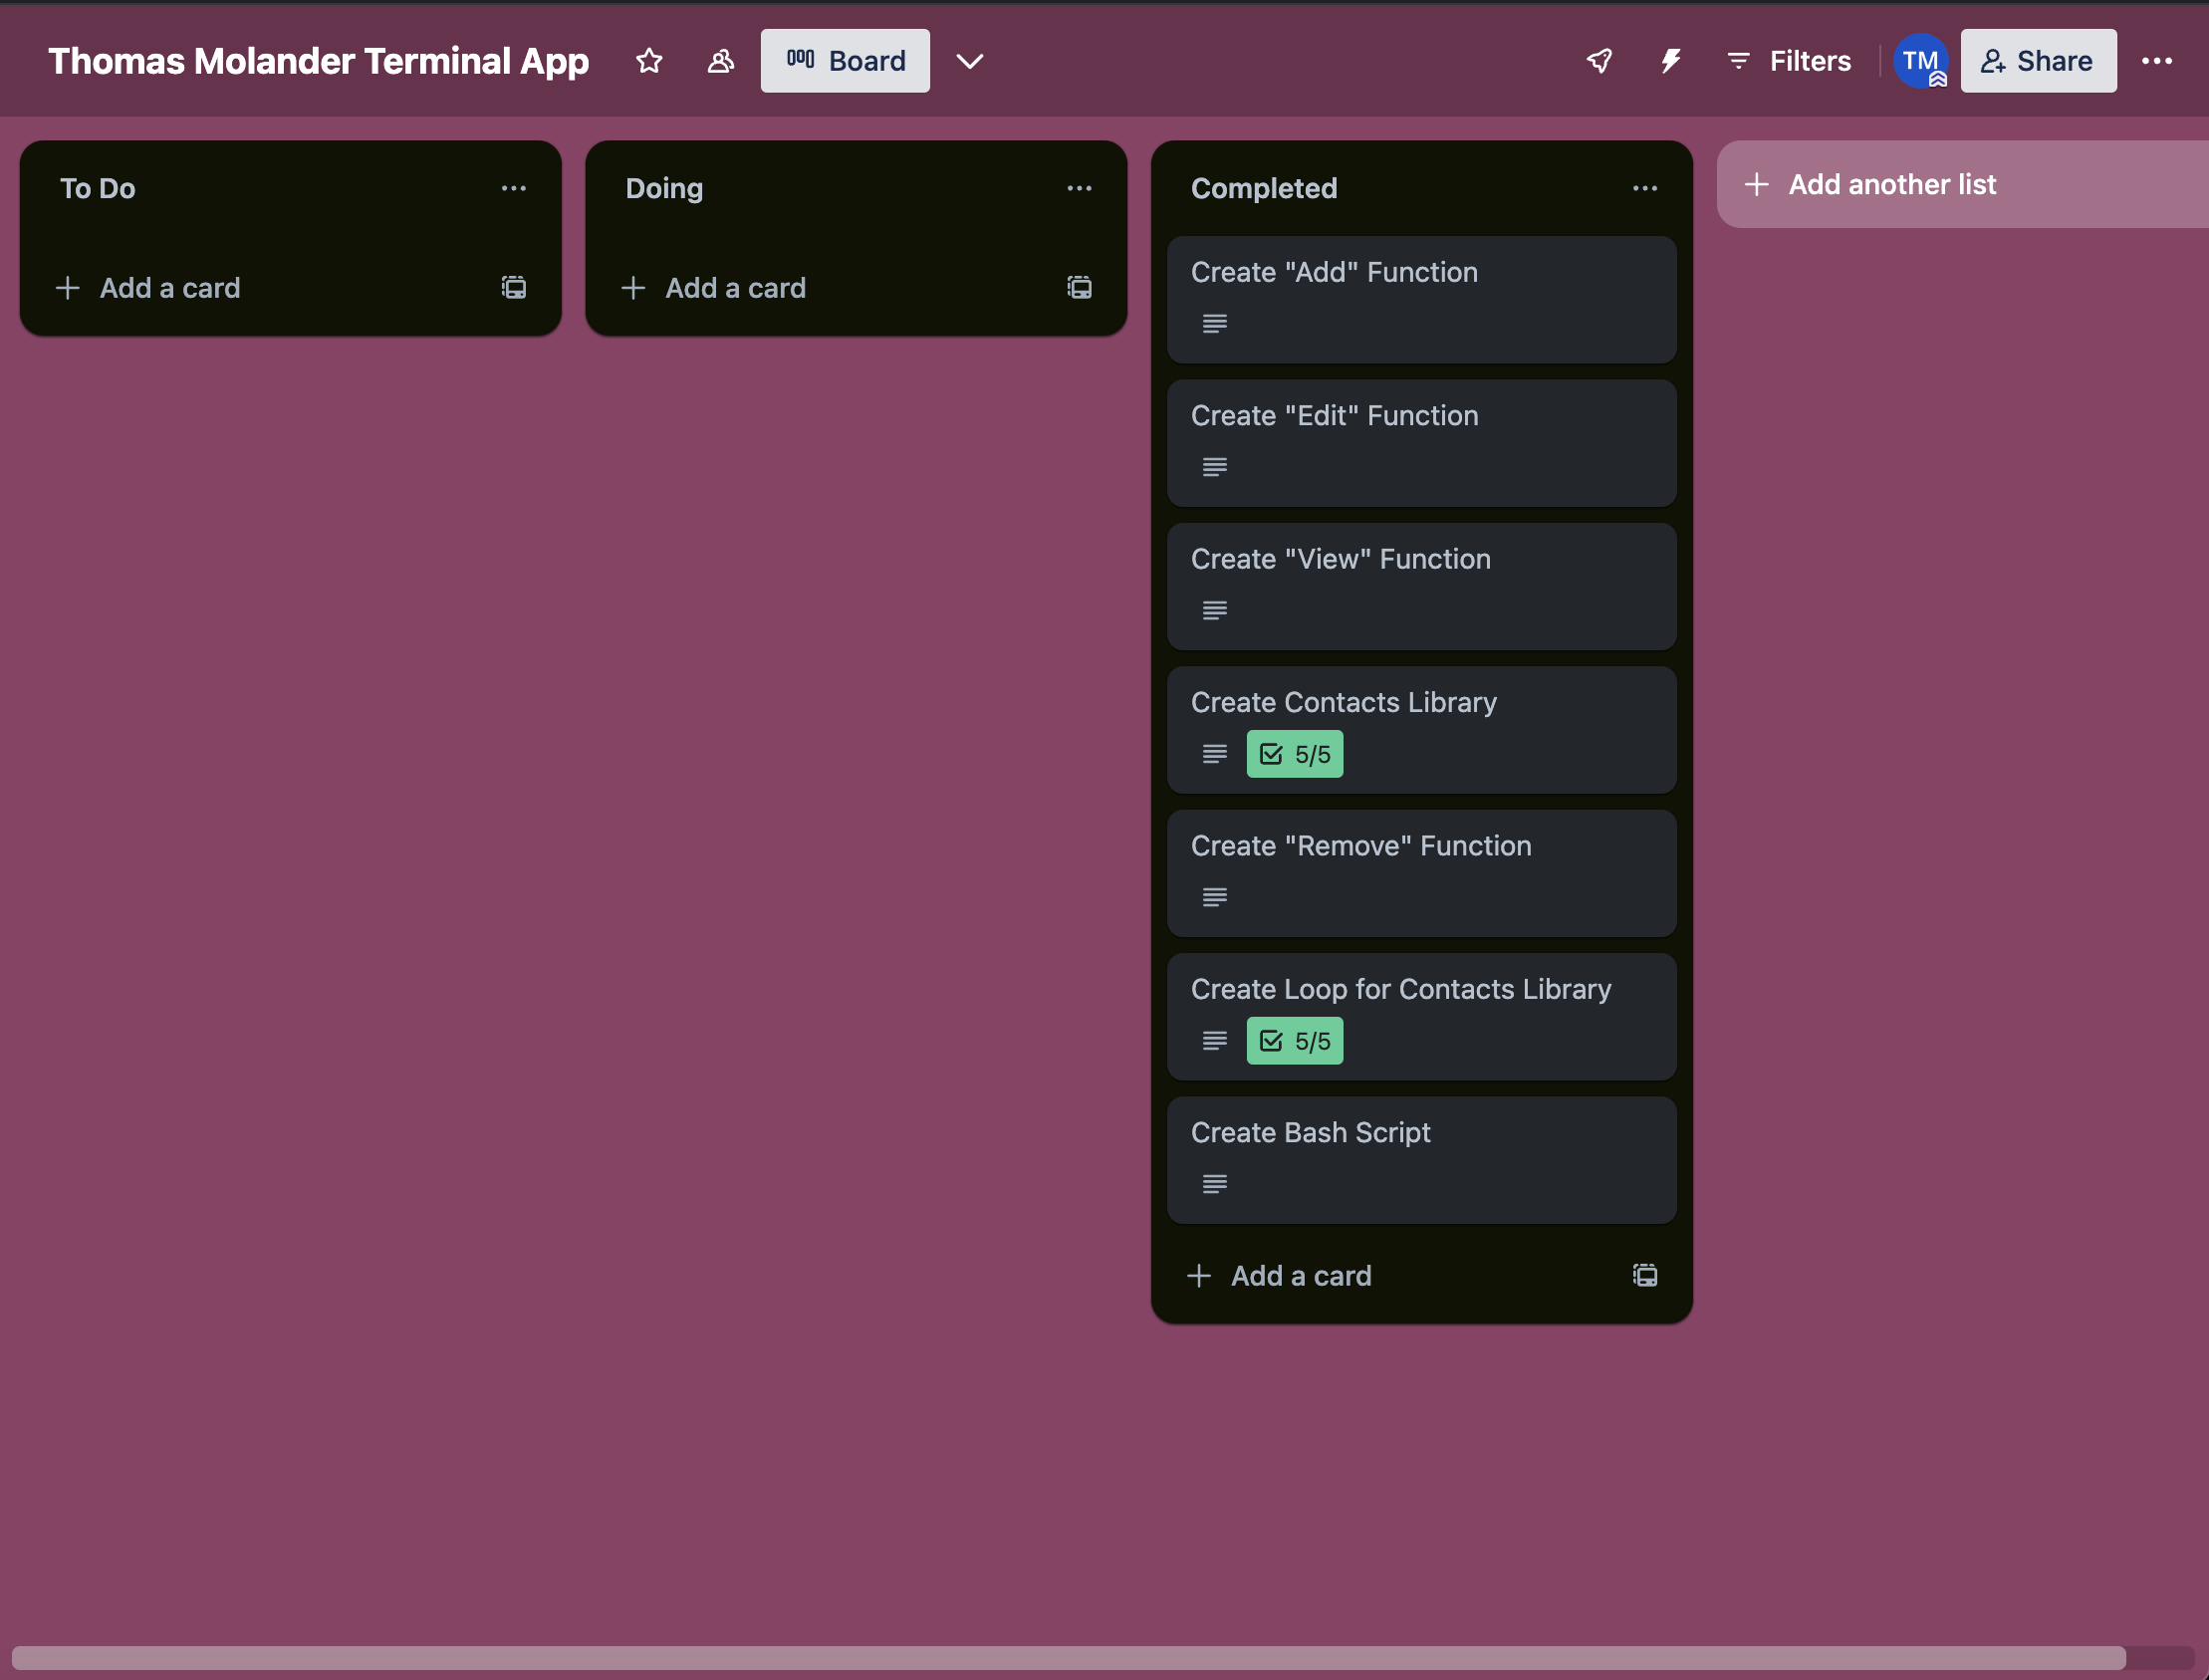 Thomas Molander Terminal App
Board
Filters
TM
Share
To Do
Add a card
Doing
Add a card
Completed
Create "Add" Function
Create "Edit" Function
Create "View" Function
Create Contacts Library
5/5
Create "Remove" Function
Create Loop for Contacts Library
5/5
Create Bash Script
Add a card
Add another list